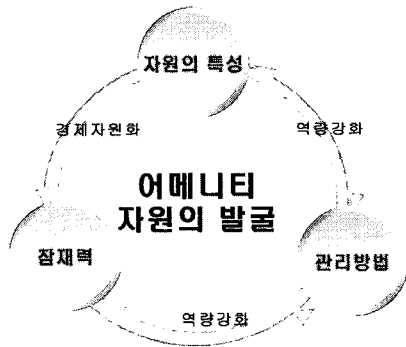 자원의 특성
경제자원화
역량강화
어메니티
자원의 발굴
잠재력
관리방법
역량강화